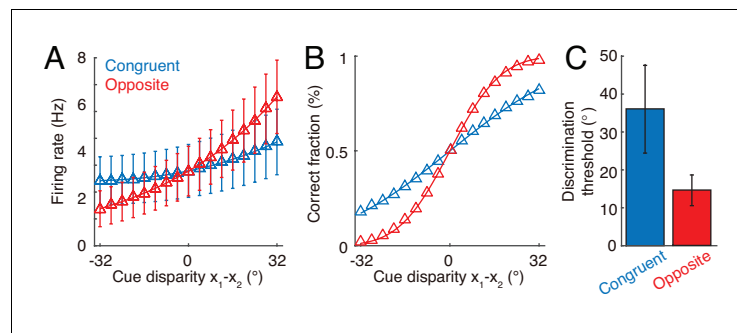 A
Congruent
Opposite
Firing rate (Hz)
8
6
4
2
0
-32
0
32
Cue disparity x₁-x₂ (°)
B
Correct fraction (%)
1
0.5
0
-32
0
32
Cue disparity x₁-x₂ (°)
C
Discrimination
threshold (°)
50
40
30
20
10
0
Congruent
Opposite